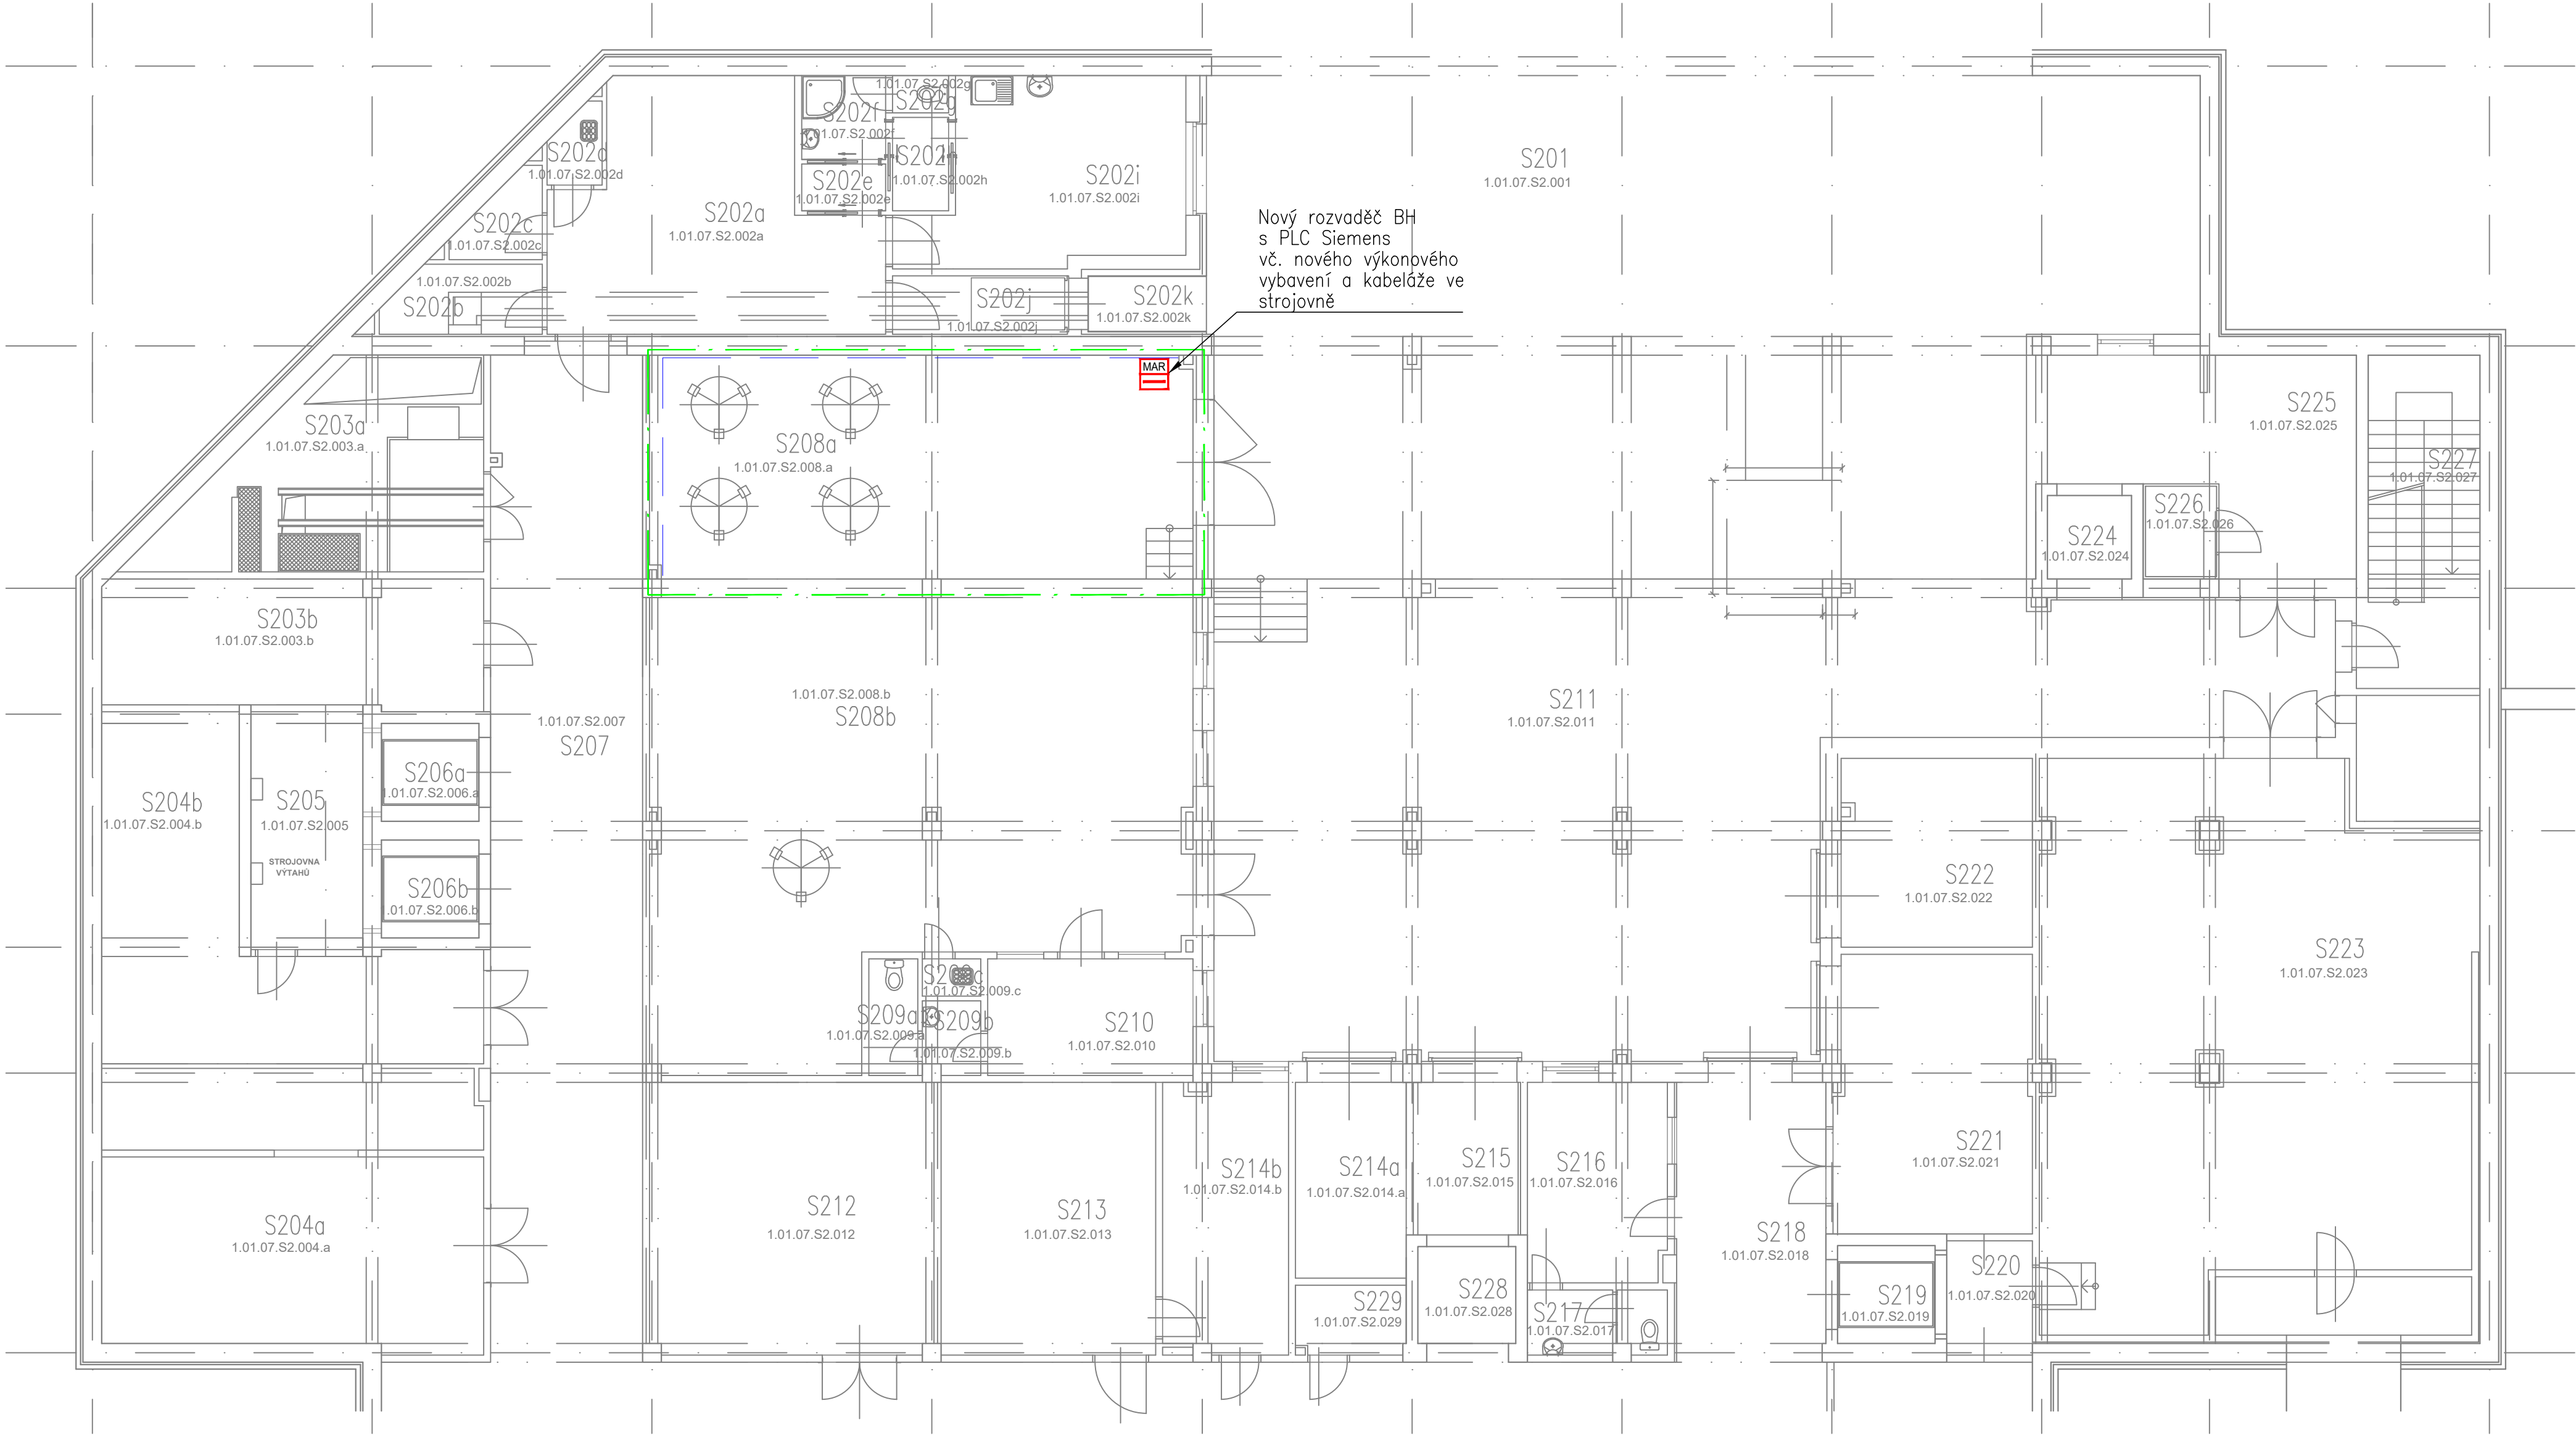 1.01.07.S2.002g
S202g
S202f
1.01.07.S2.002f
S202d
1.01.07.S2.002d
S202
1.01.07.S2.002h
S202e
1.01.07.S2.002e
S202i
1.01.07.S2.002i
S201
1.01.07.S2.001
S202a
1.01.07.S2.002a
S202c
1.01.07.S2.002c
1.01.07.S2.002b
S202b
S202j
1.01.07.S2.002j
S202k
1.01.07.S2.002k
Nový rozvaděč BH
s PLC Siemens
vč. nového výkonového
vybavení a kabeláže ve
strojovně
MAR
S203a
1.01.07.S2.003.a
S208a
1.01.07.S2.008.a
S225
1.01.07.S2.025
S227
1.01.07.S2.027
S226
1.01.07.S2.026
S224
1.01.07.S2.024
S203b
1.01.07.S2.003.b
1.01.07.S2.007
S207
1.01.07.S2.008.b
S208b
S211
1.01.07.S2.011
S206a
1.01.07.S2.006.a
S204b
1.01.07.S2.004.b
S205
1.01.07.S2.005
STROJOVNA
VÝTAHŮ
S206b
1.01.07.S2.006.b
S222
1.01.07.S2.022
S223
1.01.07.S2.023
S209c
1.01.07.S2.009.c
S209a
1.01.07.S2.009.a
S209b
1.01.07.S2.009.b
S210
1.01.07.S2.010
S221
1.01.07.S2.021
S214b
1.01.07.S2.014.b
S214a
1.01.07.S2.014.a
S215
1.01.07.S2.015
S216
1.01.07.S2.016
S212
1.01.07.S2.012
S213
1.01.07.S2.013
S204a
1.01.07.S2.004.a
S218
1.01.07.S2.018
S220
1.01.07.S2.020
S219
1.01.07.S2.019
S229
1.01.07.S2.029
S228
1.01.07.S2.028
S217
1.01.07.S2.017